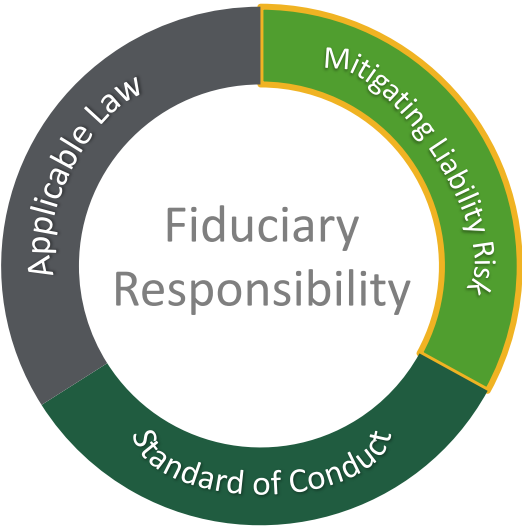 Applicable Law
Mitigating Liability Risk
Fiduciary
Responsibility
Standard of Conduct